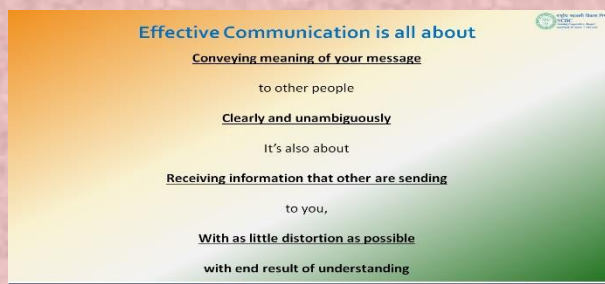 Effective Communication is all about
Conveying meaning of your message
to other people
Clearly and unambiguously
It's also about
Receiving information that other are sending
to you,
With as little distortion as possible
with end result of understanding